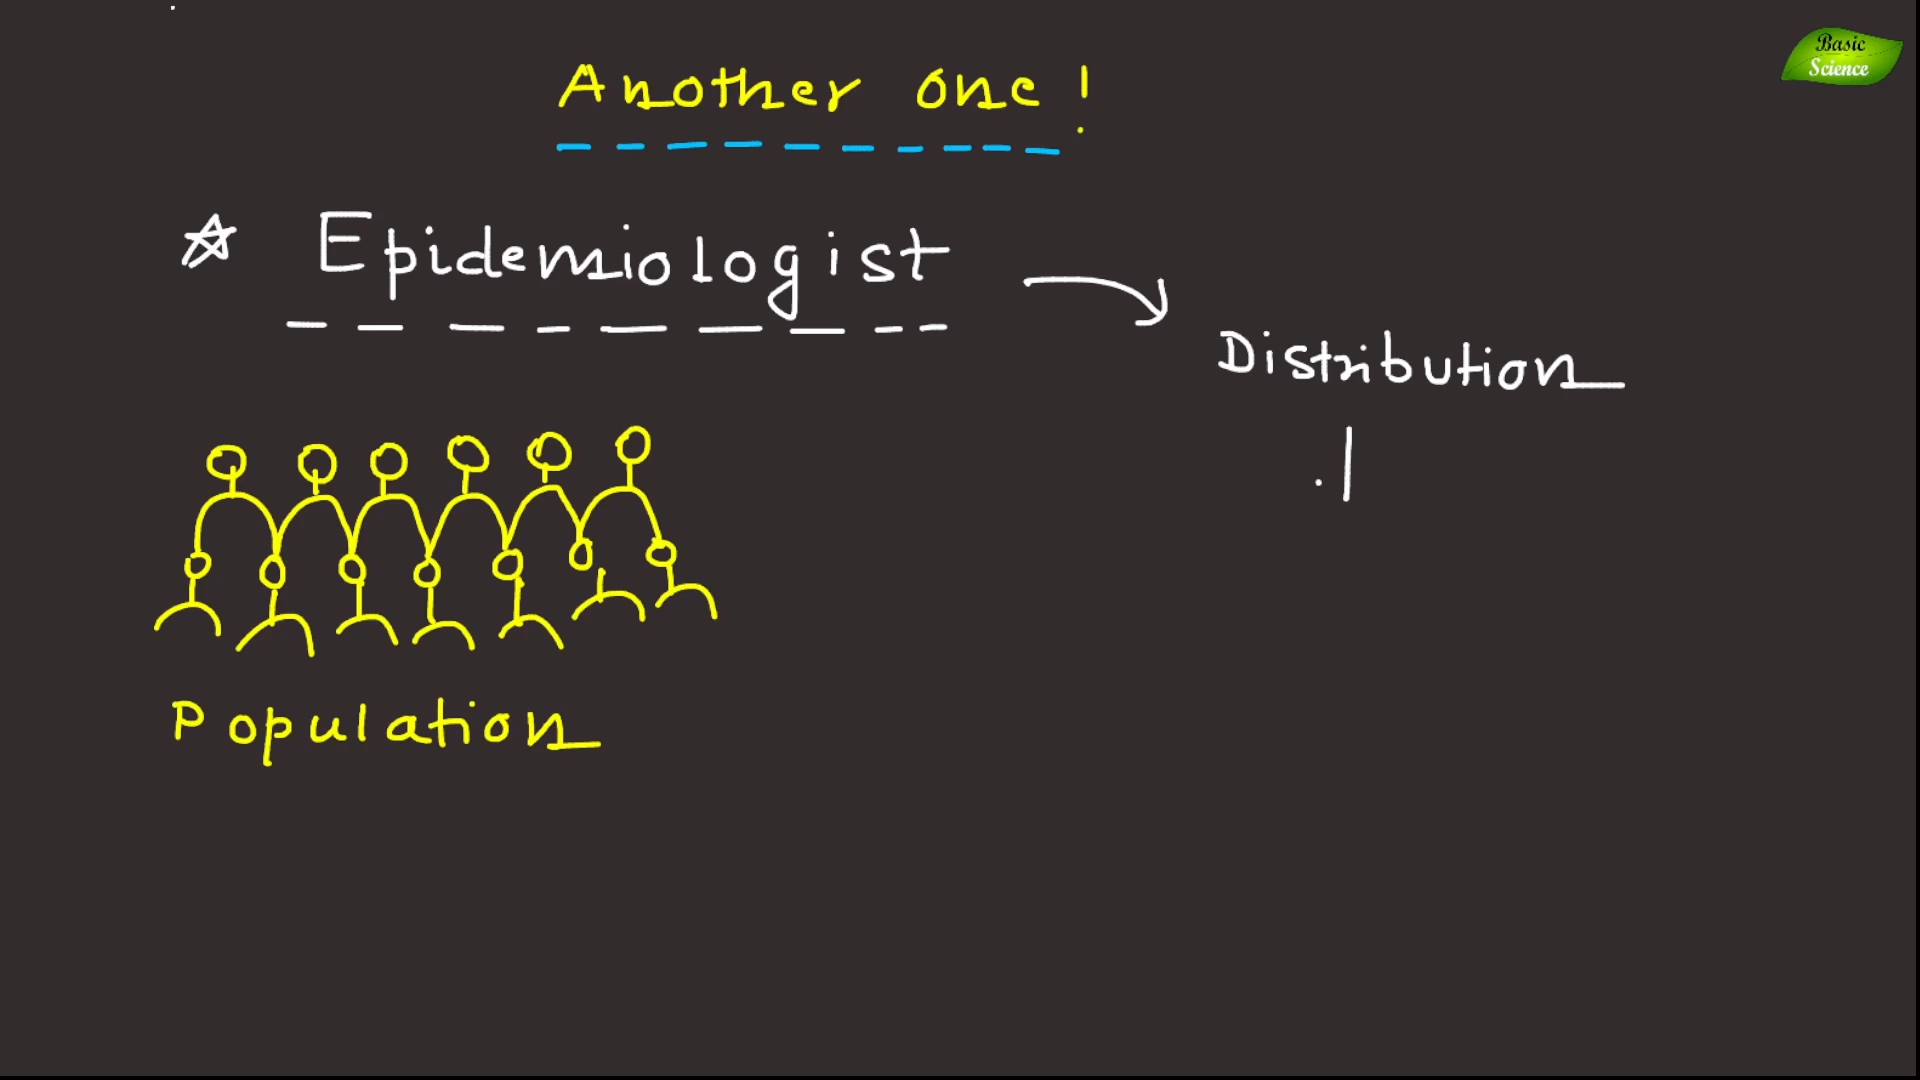 Basic
Science
Another one!
☆ Epidemiologist
Distribution
Population